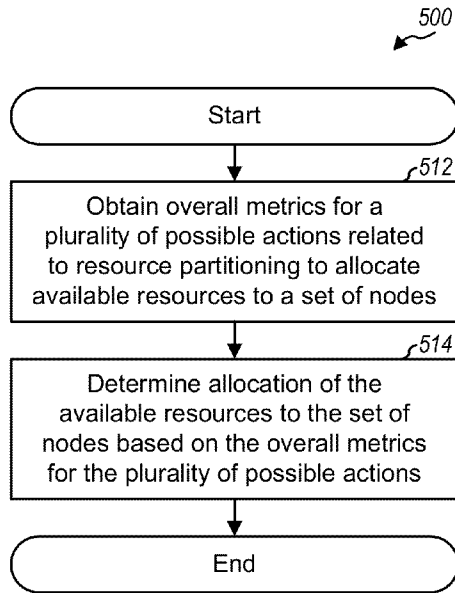 500
Start
512
Obtain overall metrics for a
plurality of possible actions related
to resource partitioning to allocate
available resources to a set of nodes
514
Determine allocation of the
available resources to the set of
nodes based on the overall metrics
for the plurality of possible actions
End